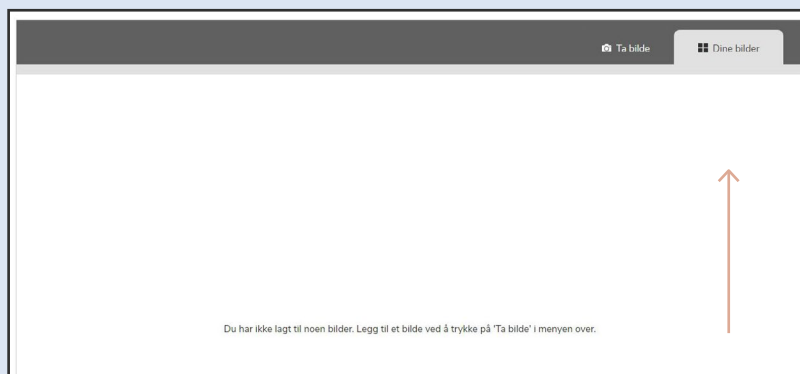 Ta bilde
Dine bilder
Du har ikke lagt til noen bilder. Legg til et bilde ved å trykke på 'Ta bilde' i menyen over.